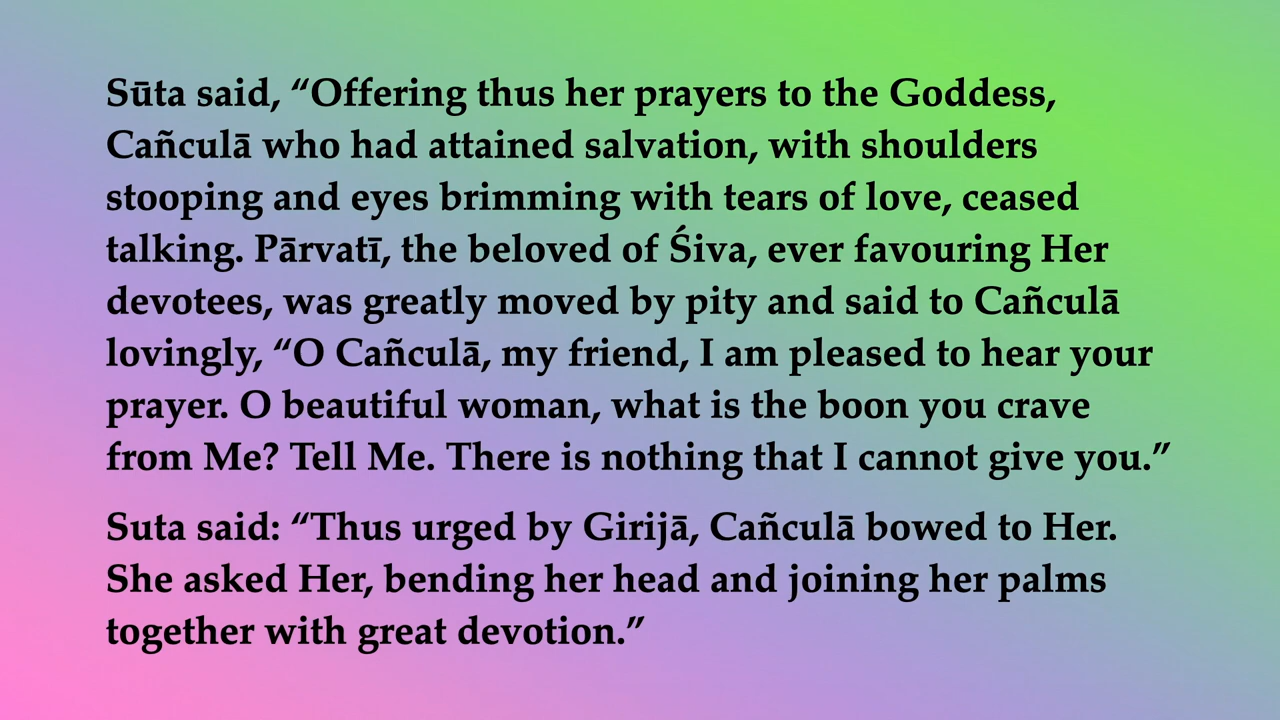 Sūta said, “Offering thus her prayers to the Goddess,
Cañculā who had attained salvation, with shoulders
stooping and eyes brimming with tears of love, ceased
talking. Pārvatī, the beloved of Śiva, ever favouring Her
devotees, was greatly moved by pity and said to Cañculā
lovingly, “O Cañculā, my friend, I am pleased to hear your
prayer. O beautiful woman, what is the boon you crave
from Me? Tell Me. There is nothing that I cannot give you.”
Suta said: “Thus urged by Girijā, Cañculā bowed to Her.
She asked Her, bending her head and joining her palms
together with great devotion.”